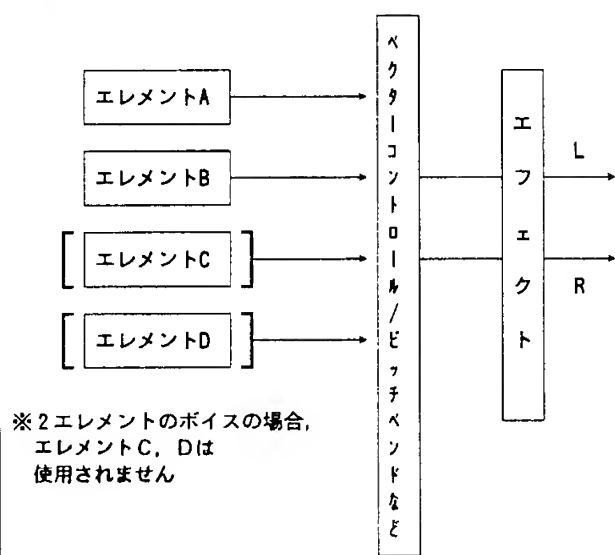 エレメントA
エレメントB
エレメントC
エレメントD
ベクターコントロール/ピッチベンドなど
エフェクト
L
R
※2エレメントのボイスの場合,
エレメントC, Dは
使用されません